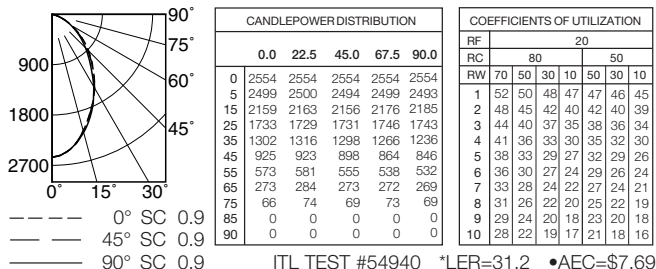 90°
75°
60°
45°
900
1800
2700
0° 15° 30°
0° SC 0.9
45° SC 0.9
90° SC 0.9
CANDLEPOWER DISTRIBUTION
0.0 22.5 45.0 67.5 90.0
0 2554 2554 2554 2554 2554
5 2499 2500 2494 2499 2493
15 2159 2163 2156 2176 2185
25 1733 1729 1731 1746 1743
35 1302 1316 1298 1266 1236
45 925 923 898 864 846
55 573 581 555 538 532
65 273 284 273 272 269
75 66 74 69 73 69
85 0 0 0 0 0
90 0 0 0 0 0
COEFFICIENTS OF UTILIZATION
RF 20
RC 80 50
RW 70 50 30 10 50 30 10
1 52 50 48 47 47 46 45
2 48 45 42 40 42 40 39
3 44 40 37 35 38 36 34
4 41 36 33 30 35 32 30
5 38 33 29 27 32 29 26
6 36 30 27 24 29 26 24
7 33 28 24 22 27 24 21
8 31 26 22 20 25 22 19
9 29 24 20 18 23 20 18
10 28 22 19 17 21 18 16
ITL TEST #54940 *LER=31.2 •AEC=$7.69